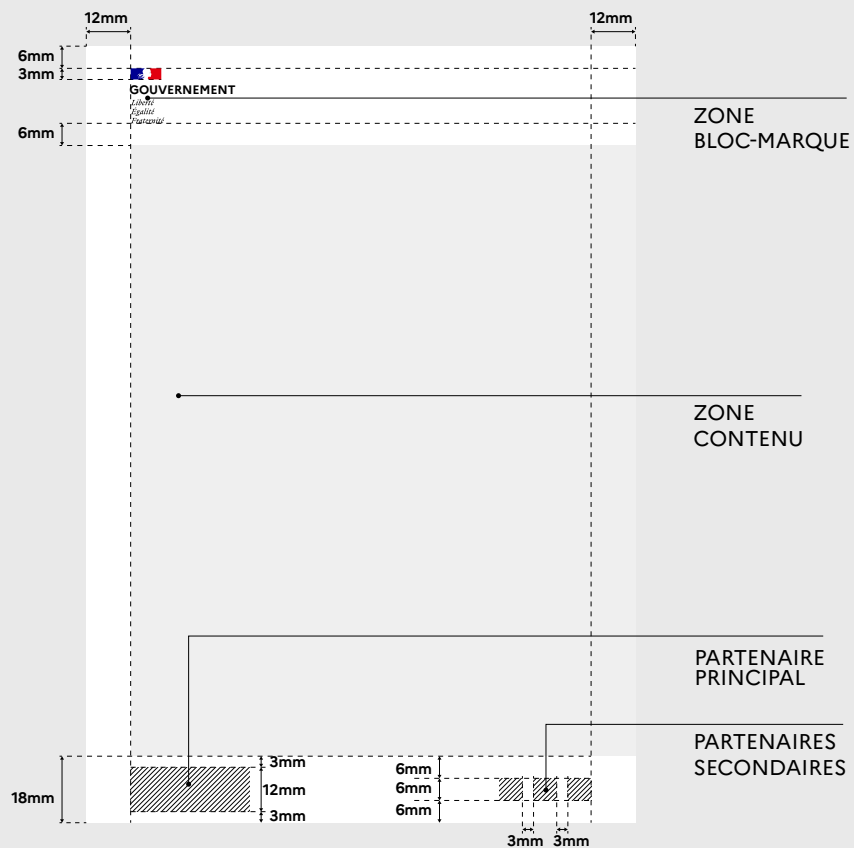 12mm
12mm
6mm
3mm
GOUVERNEMENT
Liberté
Égalité
Fraternité
6mm
ZONE
BLOC-MARQUE
ZONE
CONTENU
PARTENAIRE
PRINCIPAL
PARTENAIRES
SECONDAIRES
18mm
3mm
12mm
3mm
6mm
6mm
6mm
3mm
3mm